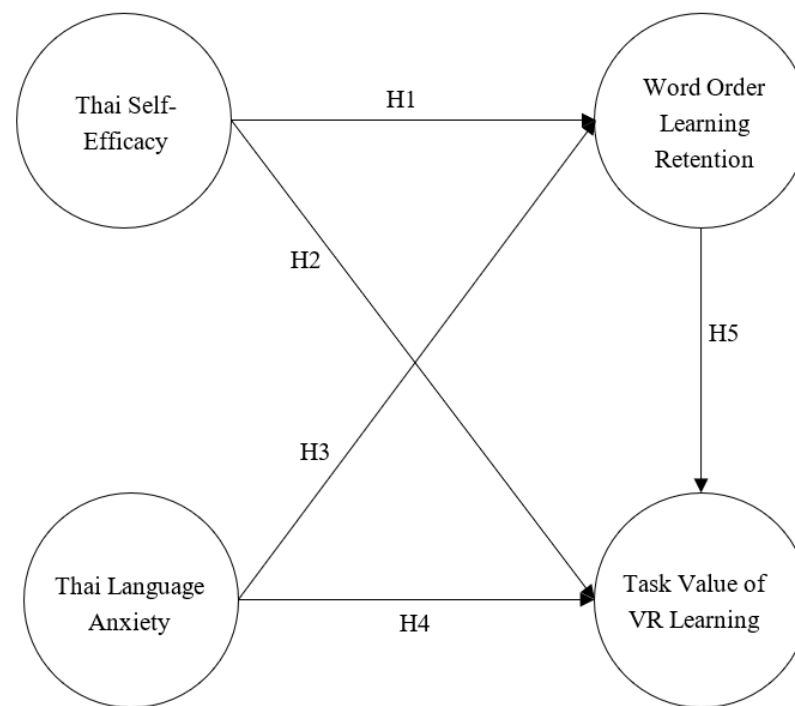 Thai Self-
Efficacy
H1
Word Order
Learning
Retention
H2
H5
H3
Thai Language
Anxiety
H4
Task Value of
VR Learning